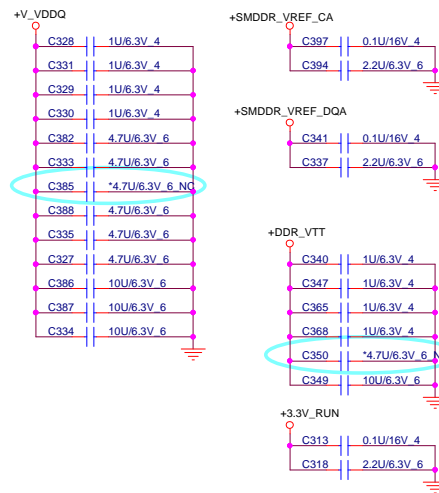 +V_VDDQ
C328 1U/6.3V_4
C331 1U/6.3V_4
C329 1U/6.3V_4
C330 1U/6.3V_4
C382 4.7U/6.3V_6
C333 4.7U/6.3V_6
C385 *4.7U/6.3V_6_NC
C388 4.7U/6.3V_6
C335 4.7U/6.3V_6
C327 4.7U/6.3V_6
C386 10U/6.3V_6
C387 10U/6.3V_6
C334 10U/6.3V_6
+SMDDR_VREF_CA
C397 0.1U/16V_4
C394 2.2U/6.3V_6
+SMDDR_VREF_DQA
C341 0.1U/16V_4
C337 2.2U/6.3V_6
+DDR_VTT
C340 1U/6.3V_4
C347 1U/6.3V_4
C365 1U/6.3V_4
C368 1U/6.3V_4
C350 *4.7U/6.3V_6_N
C349 10U/6.3V_6
+3.3V_RUN
C313 0.1U/16V_4
C318 2.2U/6.3V_6